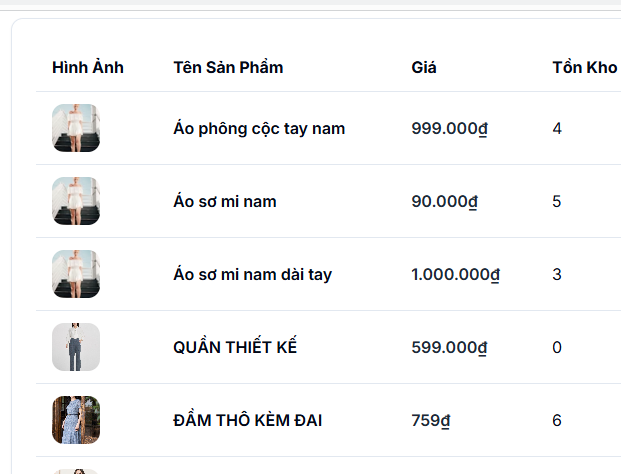 Hình Ảnh Tên Sản Phẩm Giá Tồn Kho
Áo phông cộc tay nam 999.000₫ 4
Áo sơ mi nam 90.000₫ 5
Áo sơ mi nam dài tay 1.000.000₫ 3
QUẦN THIẾT KẾ 599.000₫ 0
ĐẦM THÔ KÈM ĐAI 759₫ 6